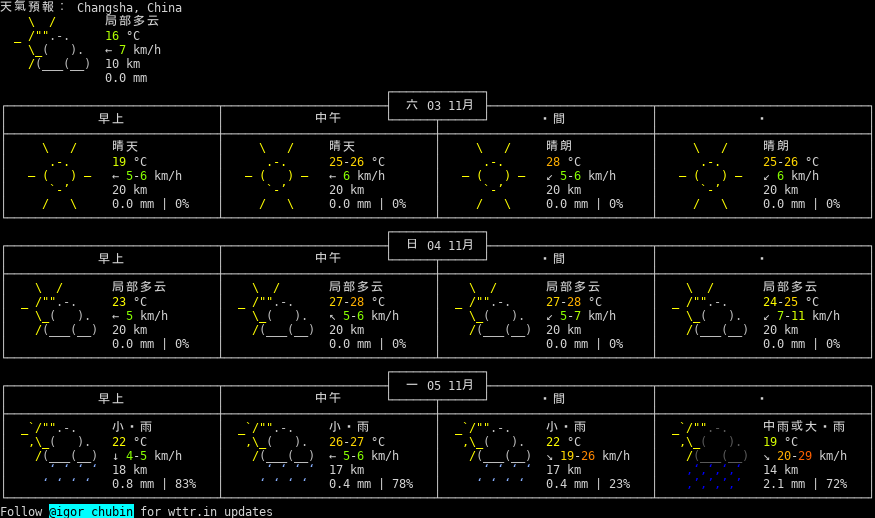 天氣預報： Changsha, China
局部多云
16 °C
← 7 km/h
10 km
0.0 mm
六 03 11月
早上 中午 ・間 ・
晴天 晴天 晴朗 晴朗
19 °C 25-26 °C 28 °C 25-26 °C
← 5-6 km/h ← 6 km/h ↙ 5-6 km/h ↙ 6 km/h
20 km 20 km 20 km 20 km
0.0 mm | 0% 0.0 mm | 0% 0.0 mm | 0% 0.0 mm | 0%
日 04 11月
早上 中午 ・間 ・
局部多云 局部多云 局部多云 局部多云
23 °C 27-28 °C 27-28 °C 24-25 °C
← 5 km/h ↖ 5-6 km/h ↙ 5-7 km/h ↙ 7-11 km/h
20 km 20 km 20 km 20 km
0.0 mm | 0% 0.0 mm | 0% 0.0 mm | 0% 0.0 mm | 0%
一 05 11月
早上 中午 ・間 ・
小・雨 小・雨 小・雨 中雨或大・雨
22 °C 26-27 °C 22 °C 19 °C
↓ 4-5 km/h ← 5-6 km/h ↘ 19-26 km/h ↘ 20-29 km/h
18 km 17 km 17 km 14 km
0.8 mm | 83% 0.4 mm | 78% 0.4 mm | 23% 2.1 mm | 72%
Follow @igor_chubin for wttr.in updates